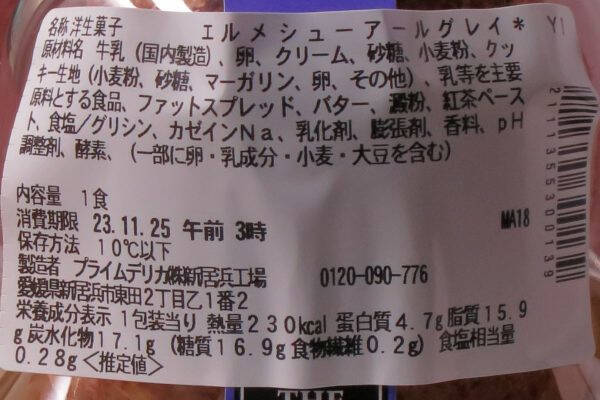 名称 洋生菓子 エルメシューアールグレイ* Y1
原材料名 牛乳(国内製造)、卵、クリーム、砂糖、小麦粉、クッ
キー生地(小麦粉、砂糖、マーガリン、卵、その他)、乳等を主要
原料とする食品、ファットスプレッド、バター、澱粉、紅茶ペース
ト、食塩/グリシン、カゼインNa、乳化剤、膨張剤、香料、pH
調整剤、酵素、(一部に卵・乳成分・小麦・大豆を含む)
内容量 1食
消費期限 23.11.25 午前 3時 MA18
保存方法 10℃以下
製造者 プライムデリカ㈱新居浜工場 0120-090-776
愛媛県新居浜市東田2丁目乙1番2
栄養成分表示 1包装当り 熱量230kcal 蛋白質4.7g 脂質15.9
g 炭水化物17.1g (糖質16.9g 食物繊維0.2g) 食塩相当量
0.28g<推定値>
2111355300139
THE